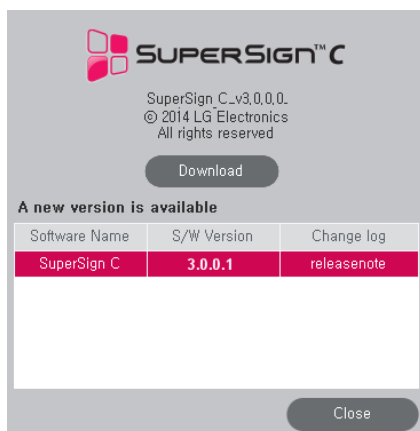 SUPERSIGN™ C
SuperSign_C_v3,0,0,0_
© 2014 LG Electronics
All rights reserved
Download
A new version is available
Software Name S/W Version Change log
SuperSign C 3.0.0.1 releasenote
Close